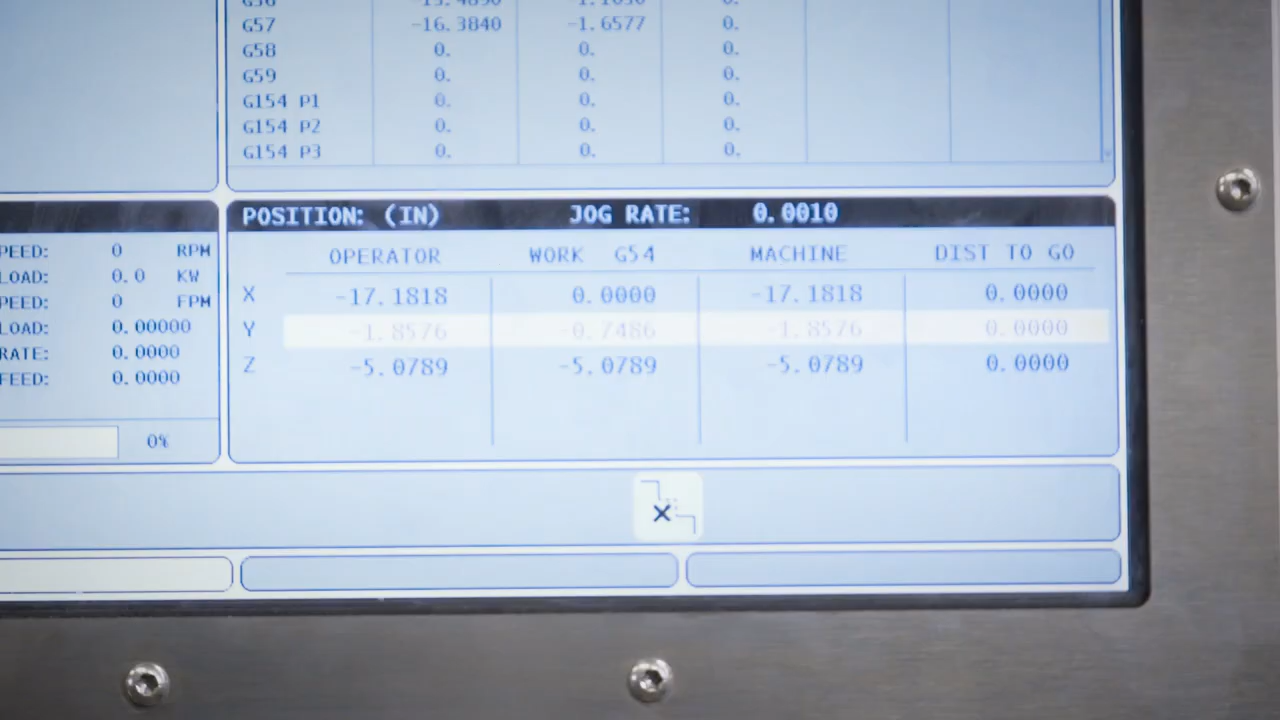 G57 -16.3840 -1.6577 0.
G58 0. 0. 0.
G59 0. 0. 0.
G154 P1 0. 0. 0.
G154 P2 0. 0. 0.
G154 P3 0. 0. 0.
PEED: 0 RPM
LOAD: 0.0 KW
PEED: 0 FPM
LOAD: 0.00000
RATE: 0.0000
FEED: 0.0000
0%
POSITION: (IN) JOG RATE: 0.0010
OPERATOR WORK G54 MACHINE DIST TO GO
X -17.1818 0.0000 -17.1818 0.0000
Y -1.8576 -0.7486 -1.8576 0.0000
Z -5.0789 -5.0789 -5.0789 0.0000
X